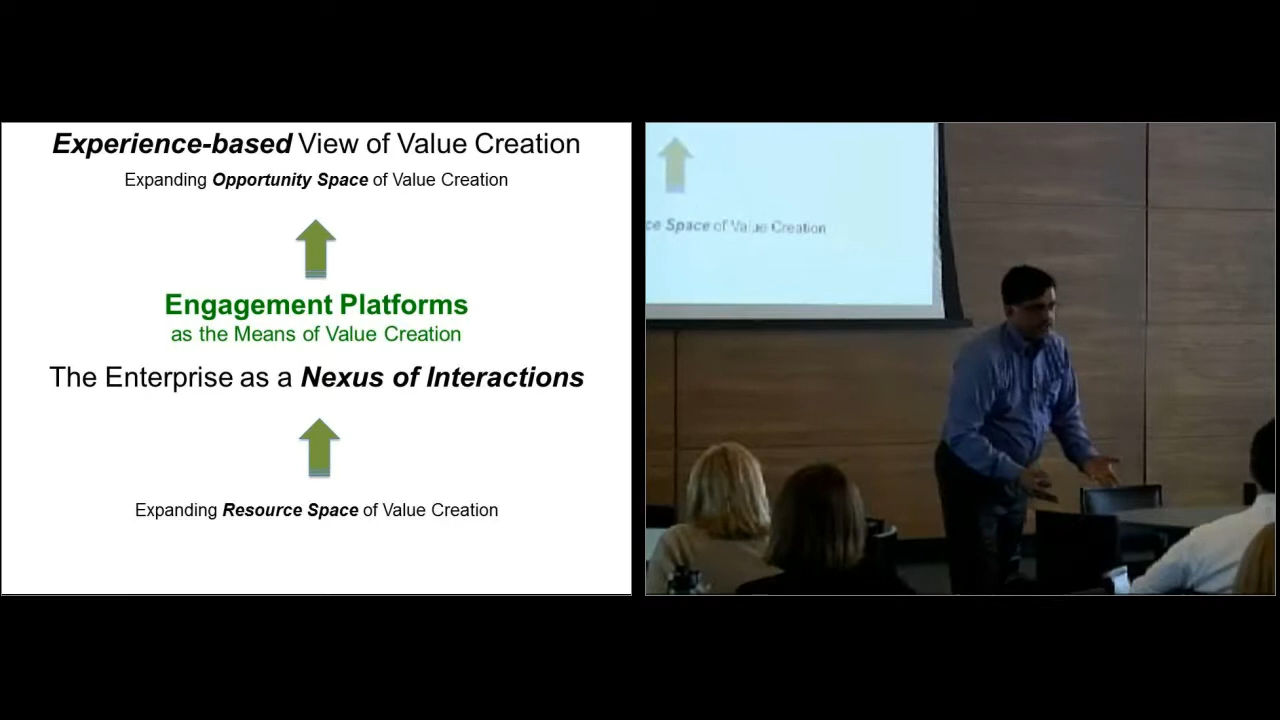 Experience-based View of Value Creation
Expanding Opportunity Space of Value Creation
Engagement Platforms
as the Means of Value Creation
The Enterprise as a Nexus of Interactions
Expanding Resource Space of Value Creation
ce Space of Value Creation